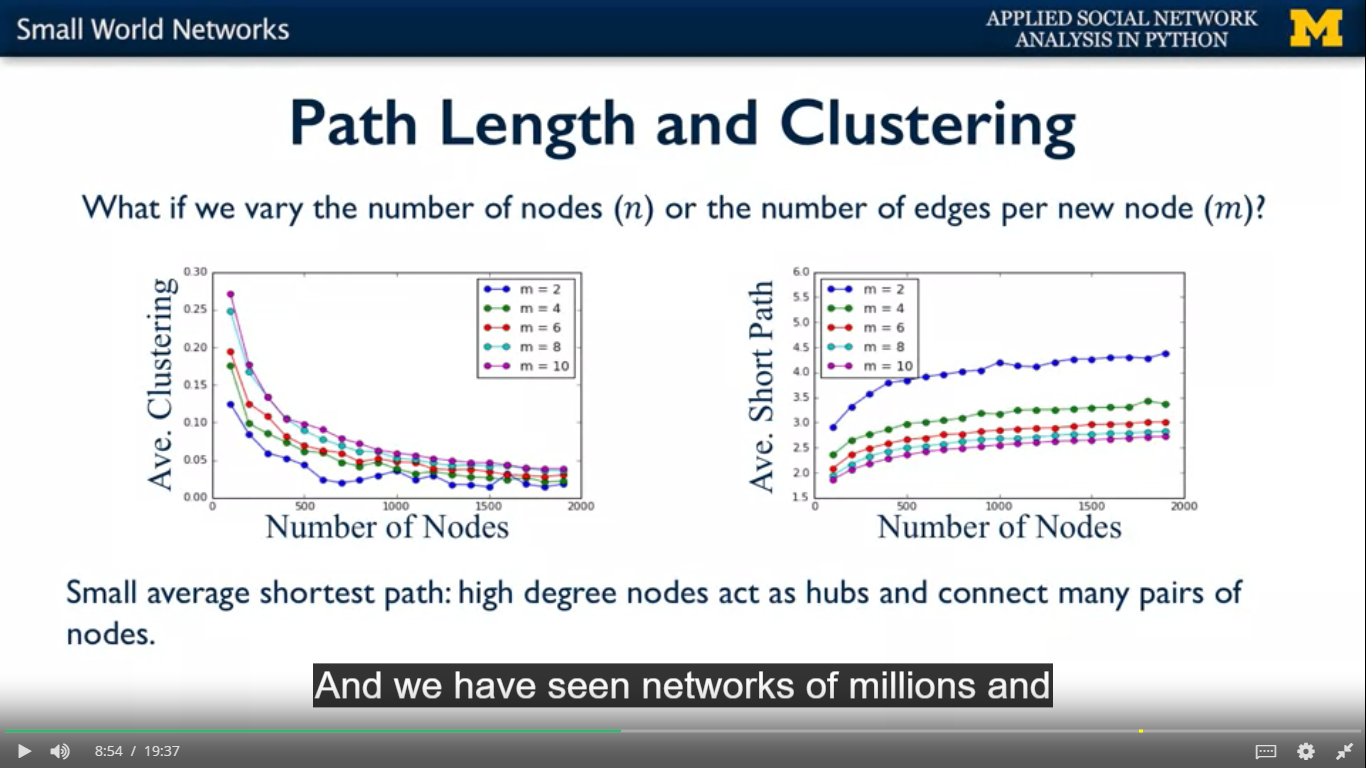 Small World Networks
APPLIED SOCIAL NETWORK
ANALYSIS IN PYTHON
M
Path Length and Clustering
What if we vary the number of nodes (n) or the number of edges per new node (m)?
Ave. Clustering
0.30
0.25
0.20
0.15
0.10
0.05
0.00
0 500 1000 1500 2000
m = 2
m = 4
m = 6
m = 8
m = 10
Number of Nodes
Ave. Short Path
6.0
5.5
5.0
4.5
4.0
3.5
3.0
2.5
2.0
1.5
0 500 1000 1500 2000
m = 2
m = 4
m = 6
m = 8
m = 10
Number of Nodes
Small average shortest path: high degree nodes act as hubs and connect many pairs of
nodes.
And we have seen networks of millions and
8:54 / 19:37